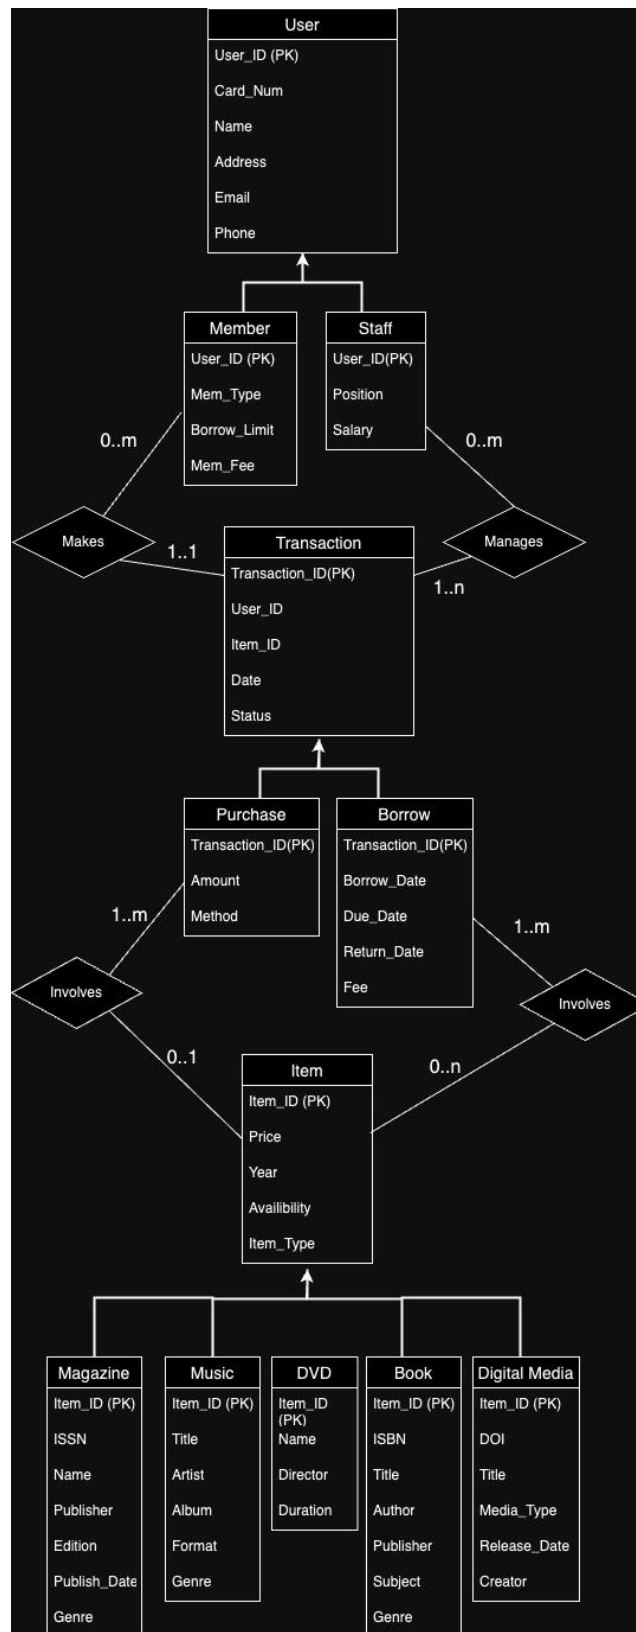 User
User_ID (PK)
Card_Num
Name
Address
Email
Phone
Member
User_ID (PK)
Mem_Type
Borrow_Limit
Mem_Fee
Staff
User_ID(PK)
Position
Salary
0..m
0..m
Makes
Manages
1..1
1..n
Transaction
Transaction_ID(PK)
User_ID
Item_ID
Date
Status
Purchase
Transaction_ID(PK)
Amount
Method
Borrow
Transaction_ID(PK)
Borrow_Date
Due_Date
Return_Date
Fee
1..m
1..m
Involves
Involves
0..1
0..n
Item
Item_ID (PK)
Price
Year
Availibility
Item_Type
Magazine
Item_ID (PK)
ISSN
Name
Publisher
Edition
Publish_Date
Genre
Music
Item_ID (PK)
Title
Artist
Album
Format
Genre
DVD
Item_ID
(PK)
Name
Director
Duration
Book
Item_ID (PK)
ISBN
Title
Author
Publisher
Subject
Genre
Digital Media
Item_ID (PK)
DOI
Title
Media_Type
Release_Date
Creator